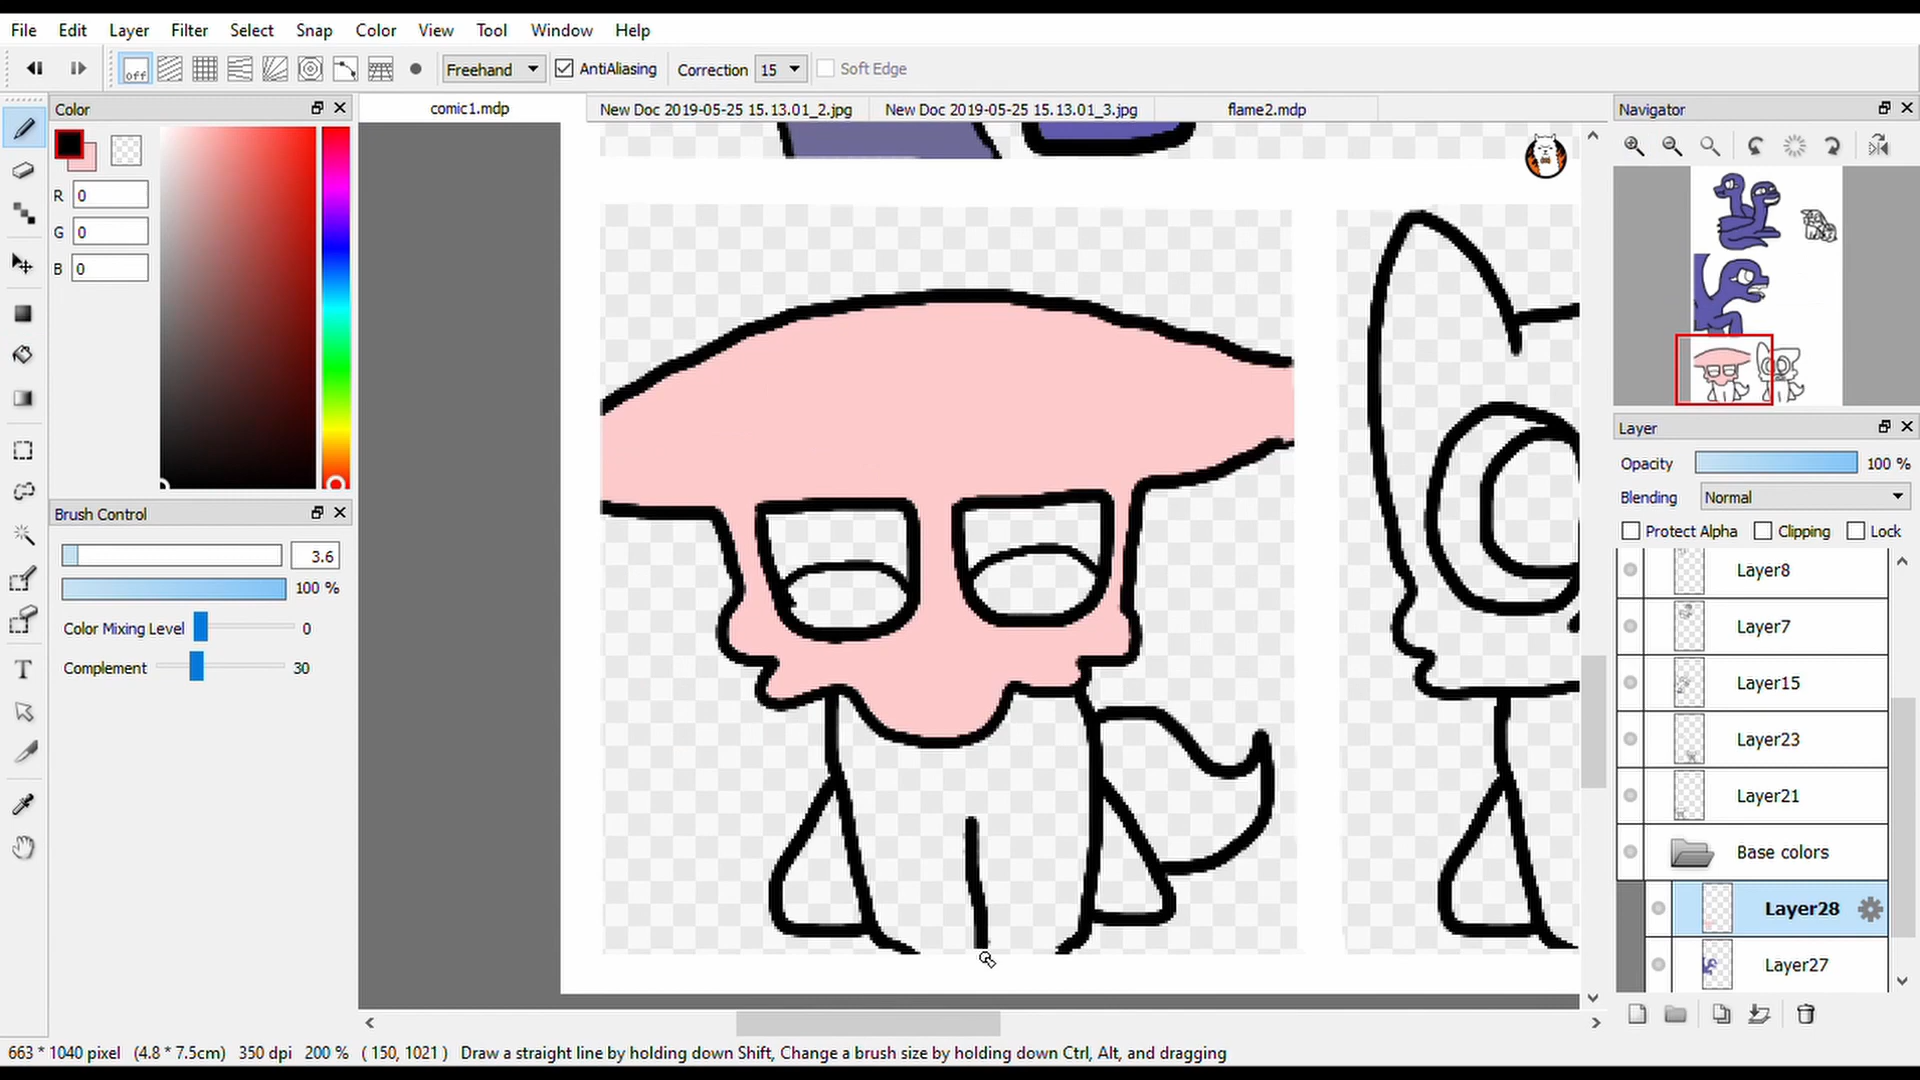 File Edit Layer Filter Select Snap Color View Tool Window Help
off Freehand AntiAliasing Correction 15 Soft Edge
Color
comic1.mdp New Doc 2019-05-25 15.13.01_2.jpg New Doc 2019-05-25 15.13.01_3.jpg flame2.mdp
Navigator
R 0
G 0
B 0
Brush Control
3.6
100 %
Color Mixing Level 0
Complement 30
T
Layer
Opacity 100 %
Blending Normal
Protect Alpha Clipping Lock
Layer8
Layer7
Layer15
Layer23
Layer21
Base colors
Layer28
Layer27
663 * 1040 pixel (4.8 * 7.5cm) 350 dpi 200 % ( 150, 1021 ) Draw a straight line by holding down Shift, Change a brush size by holding down Ctrl, Alt, and dragging